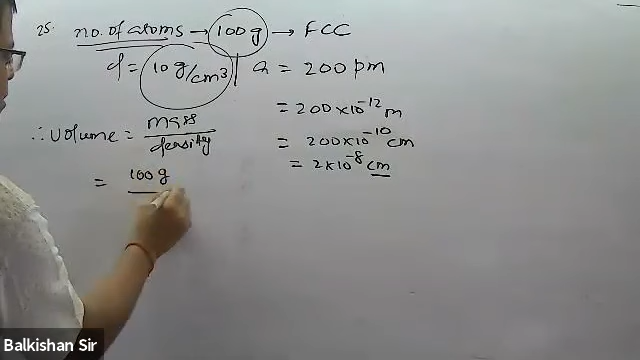 25. no. of atoms → 100g → FCC
d = 10 g/cm³ | a = 200 pm
= 200×10⁻¹² m
∴ volume = mass / density
= 200×10⁻¹⁰ cm
= 2×10⁻⁸ cm
= 100 g
Balkishan Sir